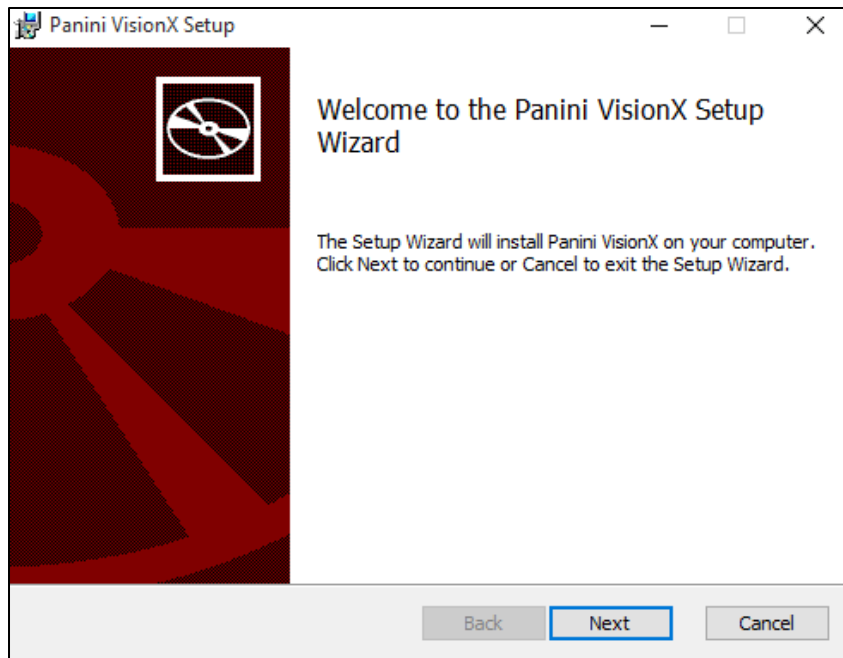 Panini VisionX Setup
Welcome to the Panini VisionX Setup
Wizard
The Setup Wizard will install Panini VisionX on your computer.
Click Next to continue or Cancel to exit the Setup Wizard.
Back Next Cancel